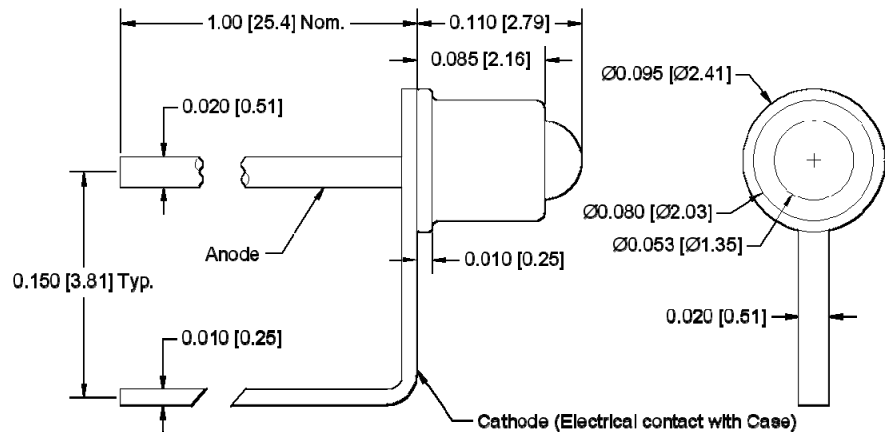 1.00 [25.4] Nom.
0.110 [2.79]
0.085 [2.16]
Ø0.095 [Ø2.41]
0.020 [0.51]
Ø0.080 [Ø2.03]
Ø0.053 [Ø1.35]
Anode
0.010 [0.25]
0.150 [3.81] Typ.
0.020 [0.51]
0.010 [0.25]
Cathode (Electrical contact with Case)